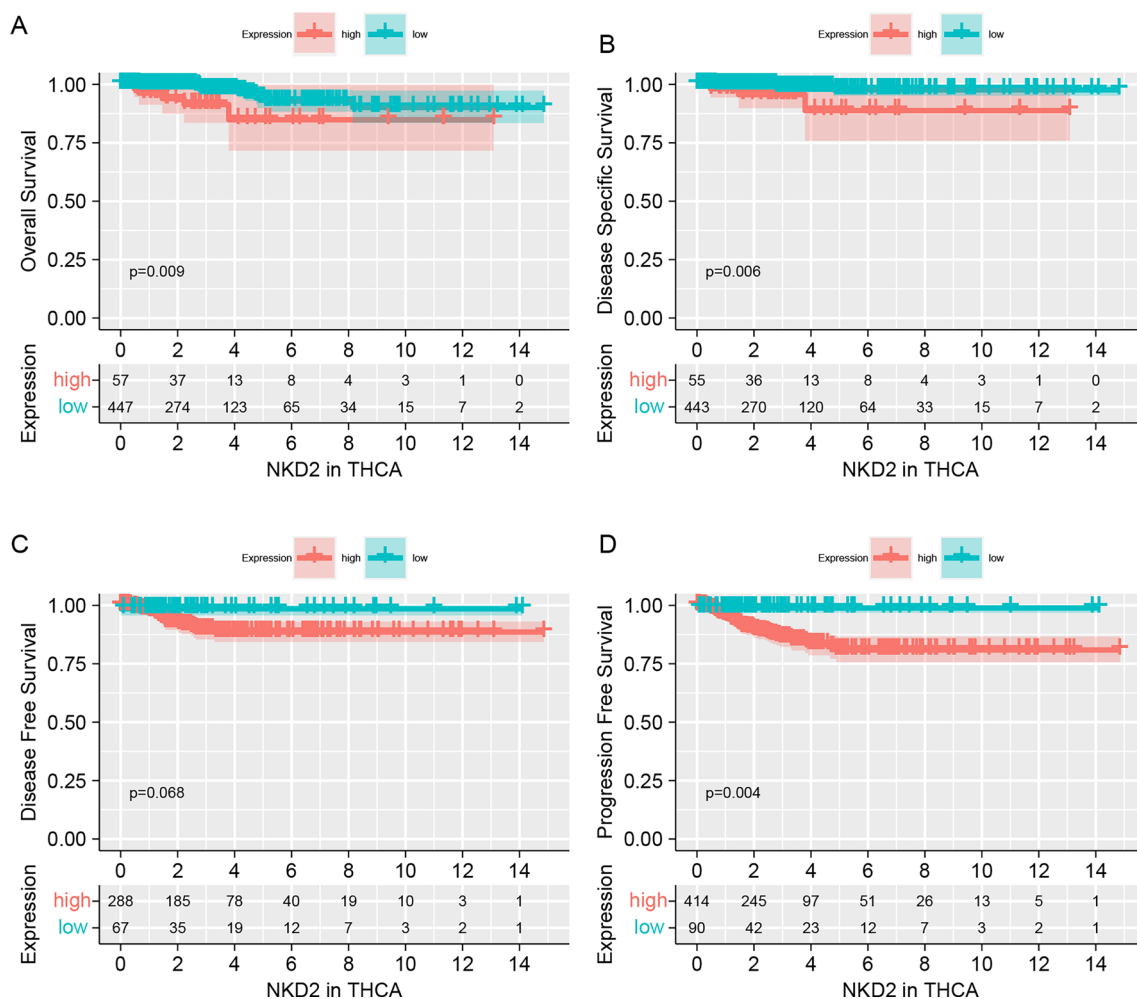 A
Expression high low
Overall Survival
1.00
0.75
0.50
0.25
0.00
p=0.009
0 2 4 6 8 10 12 14
Expression
high 57 37 13 8 4 3 1 0
low 447 274 123 65 34 15 7 2
0 2 4 6 8 10 12 14
NKD2 in THCA
B
Expression high low
Disease Specific Survival
1.00
0.75
0.50
0.25
0.00
p=0.006
0 2 4 6 8 10 12 14
Expression
high 55 36 13 8 4 3 1 0
low 443 270 120 64 33 15 7 2
0 2 4 6 8 10 12 14
NKD2 in THCA
C
Expression high low
Disease Free Survival
1.00
0.75
0.50
0.25
0.00
p=0.068
0 2 4 6 8 10 12 14
Expression
high 288 185 78 40 19 10 3 1
low 67 35 19 12 7 3 2 1
0 2 4 6 8 10 12 14
NKD2 in THCA
D
Expression high low
Progression Free Survival
1.00
0.75
0.50
0.25
0.00
p=0.004
0 2 4 6 8 10 12 14
Expression
high 414 245 97 51 26 13 5 1
low 90 42 23 12 7 3 2 1
0 2 4 6 8 10 12 14
NKD2 in THCA